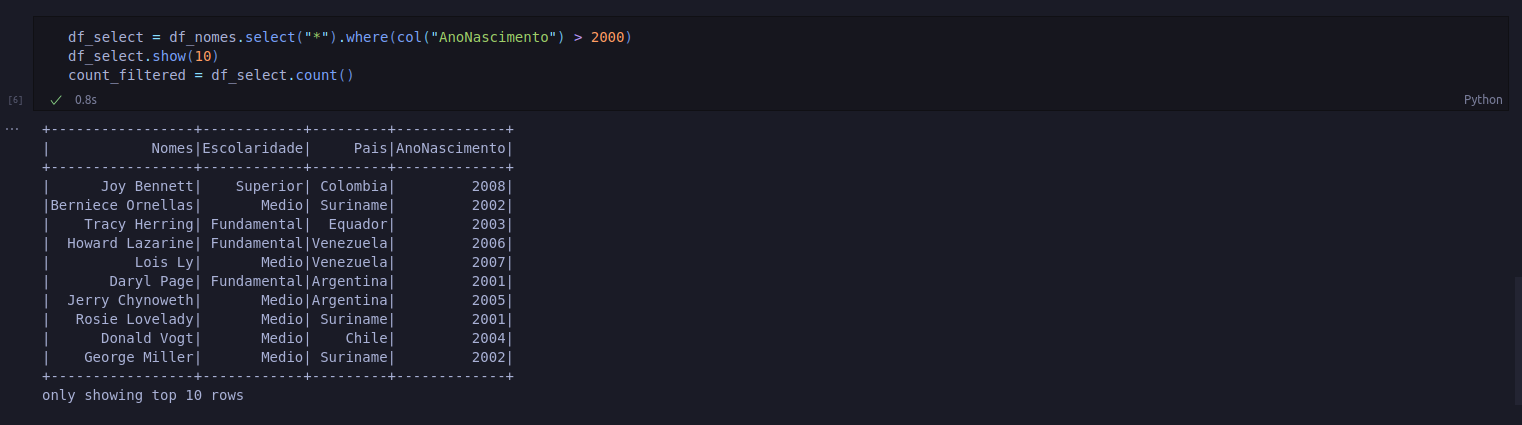 df_select = df_nomes.select("*").where(col("AnoNascimento") > 2000)
df_select.show(10)
count_filtered = df_select.count()
[6] ✓ 0.8s Python
... +-----------------+------------+---------+-------------+
|            Nomes|Escolaridade|     Pais|AnoNascimento|
+-----------------+------------+---------+-------------+
|      Joy Bennett|    Superior| Colombia|         2008|
|Berniece Ornellas|       Medio| Suriname|         2002|
|    Tracy Herring| Fundamental|  Equador|         2003|
|  Howard Lazarine| Fundamental|Venezuela|         2006|
|          Lois Ly|       Medio|Venezuela|         2007|
|       Daryl Page| Fundamental|Argentina|         2001|
|  Jerry Chynoweth|       Medio|Argentina|         2005|
|   Rosie Lovelady|       Medio| Suriname|         2001|
|      Donald Vogt|       Medio|    Chile|         2004|
|    George Miller|       Medio| Suriname|         2002|
+-----------------+------------+---------+-------------+
only showing top 10 rows